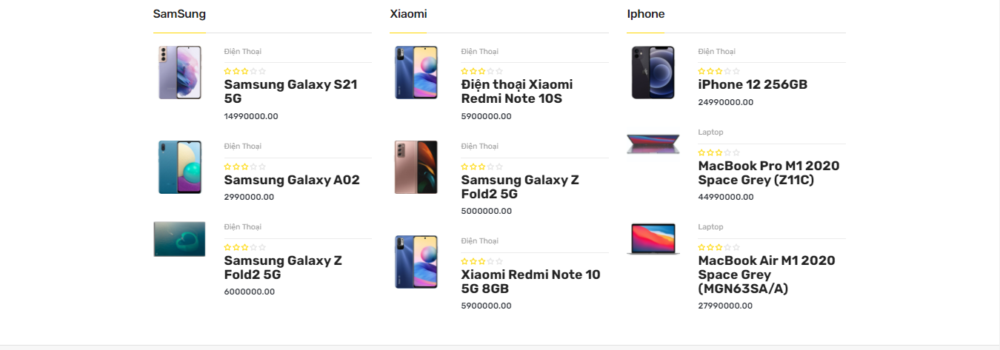 SamSung
Điện Thoại
Samsung Galaxy S21
5G
14990000.00
Điện Thoại
Samsung Galaxy A02
2990000.00
Điện Thoại
Samsung Galaxy Z
Fold2 5G
6000000.00
Xiaomi
Điện Thoại
Điện thoại Xiaomi
Redmi Note 10S
5900000.00
Điện Thoại
Samsung Galaxy Z
Fold2 5G
5000000.00
Điện Thoại
Xiaomi Redmi Note 10
5G 8GB
5900000.00
Iphone
Điện Thoại
iPhone 12 256GB
24990000.00
Laptop
MacBook Pro M1 2020
Space Grey (Z11C)
44990000.00
Laptop
MacBook Air M1 2020
Space Grey
(MGN63SA/A)
27990000.00